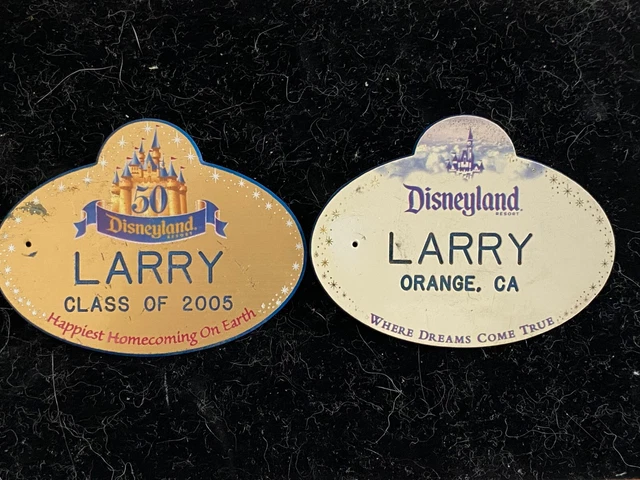 50
Disneyland
RESORT
LARRY
CLASS OF 2005
Happiest Homecoming On Earth
Disneyland
RESORT
LARRY
ORANGE, CA
WHERE DREAMS COME TRUE